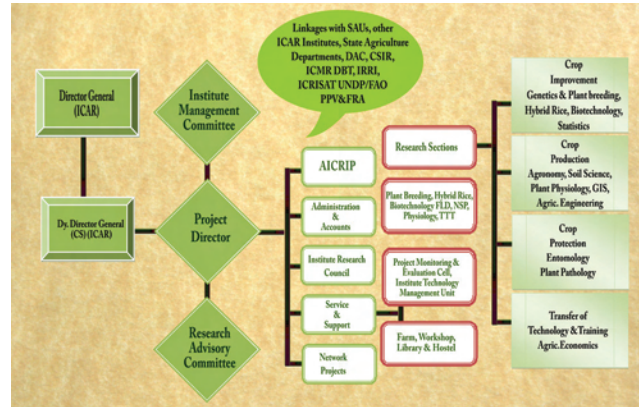 Linkages with SAUs, other
ICAR Institutes, State Agriculture
Departments, DAC, CSIR,
ICMR DBT, IRRI,
ICRISAT UNDP/FAO
PPV&FRA
Director General
(ICAR)
Dy. Director General
(CS)-(ICAR)
Institute
Management
Committee
Project
Director
Research
Advisory
Committee
AICRIP
Administration
&
Accounts
Institute Research
Council
Service
&
Support
Network
Projects
Research Sections
Plant Breeding, Hybrid Rice,
Biotechnology FLD, NSP,
Physiology, TTT
Project Monitoring &
Evaluation Cell,
Institute Technology
Management Unit
Farm, Workshop,
Library & Hostel
Crop
Improvement
Genetics & Plant breeding,
Hybrid Rice, Biotechnology,
Statistics
Crop
Production
Agronomy, Soil Science,
Plant Physiology, GIS,
Agric. Engineering
Crop
Protection
Entomology
Plant Pathology
Transfer of
Technology & Training
Agric.Economics